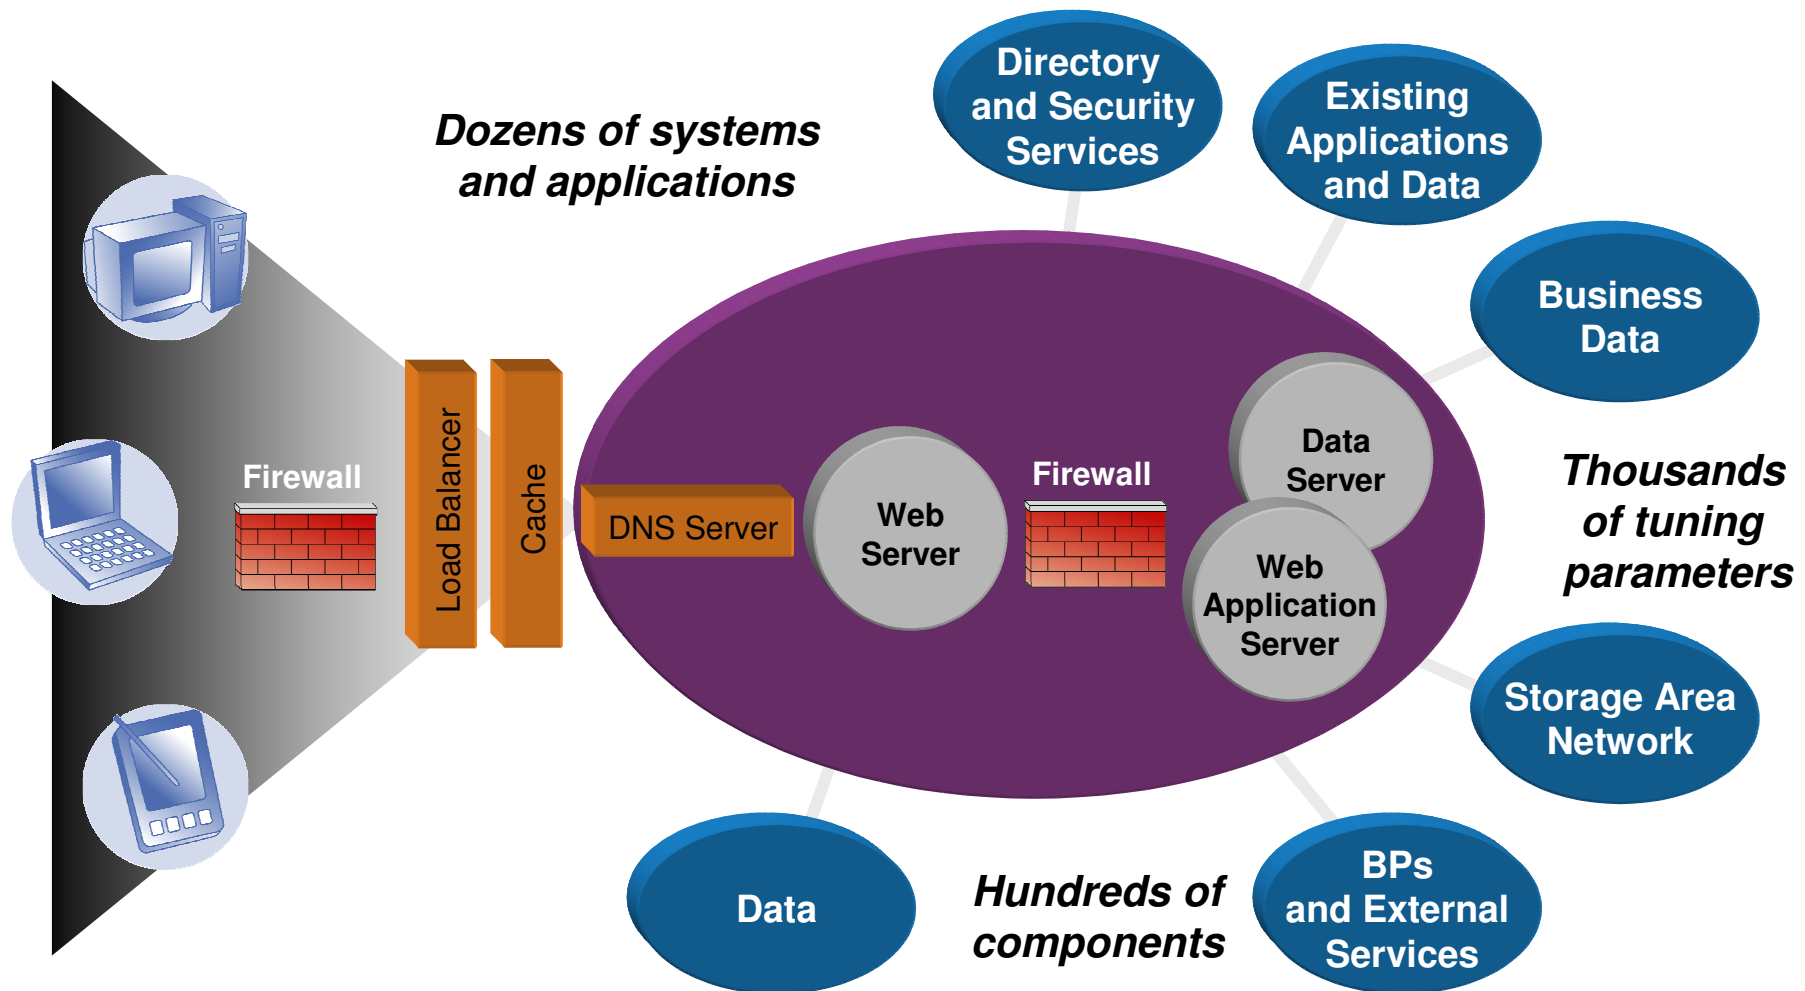 Dozens of systems
and applications
Directory
and Security
Services
Existing
Applications
and Data
Business
Data
Firewall
Load Balancer
Cache
DNS Server
Web
Server
Firewall
Data
Server
Web
Application
Server
Thousands
of tuning
parameters
Storage Area
Network
Data
Hundreds of
components
BPs
and External
Services